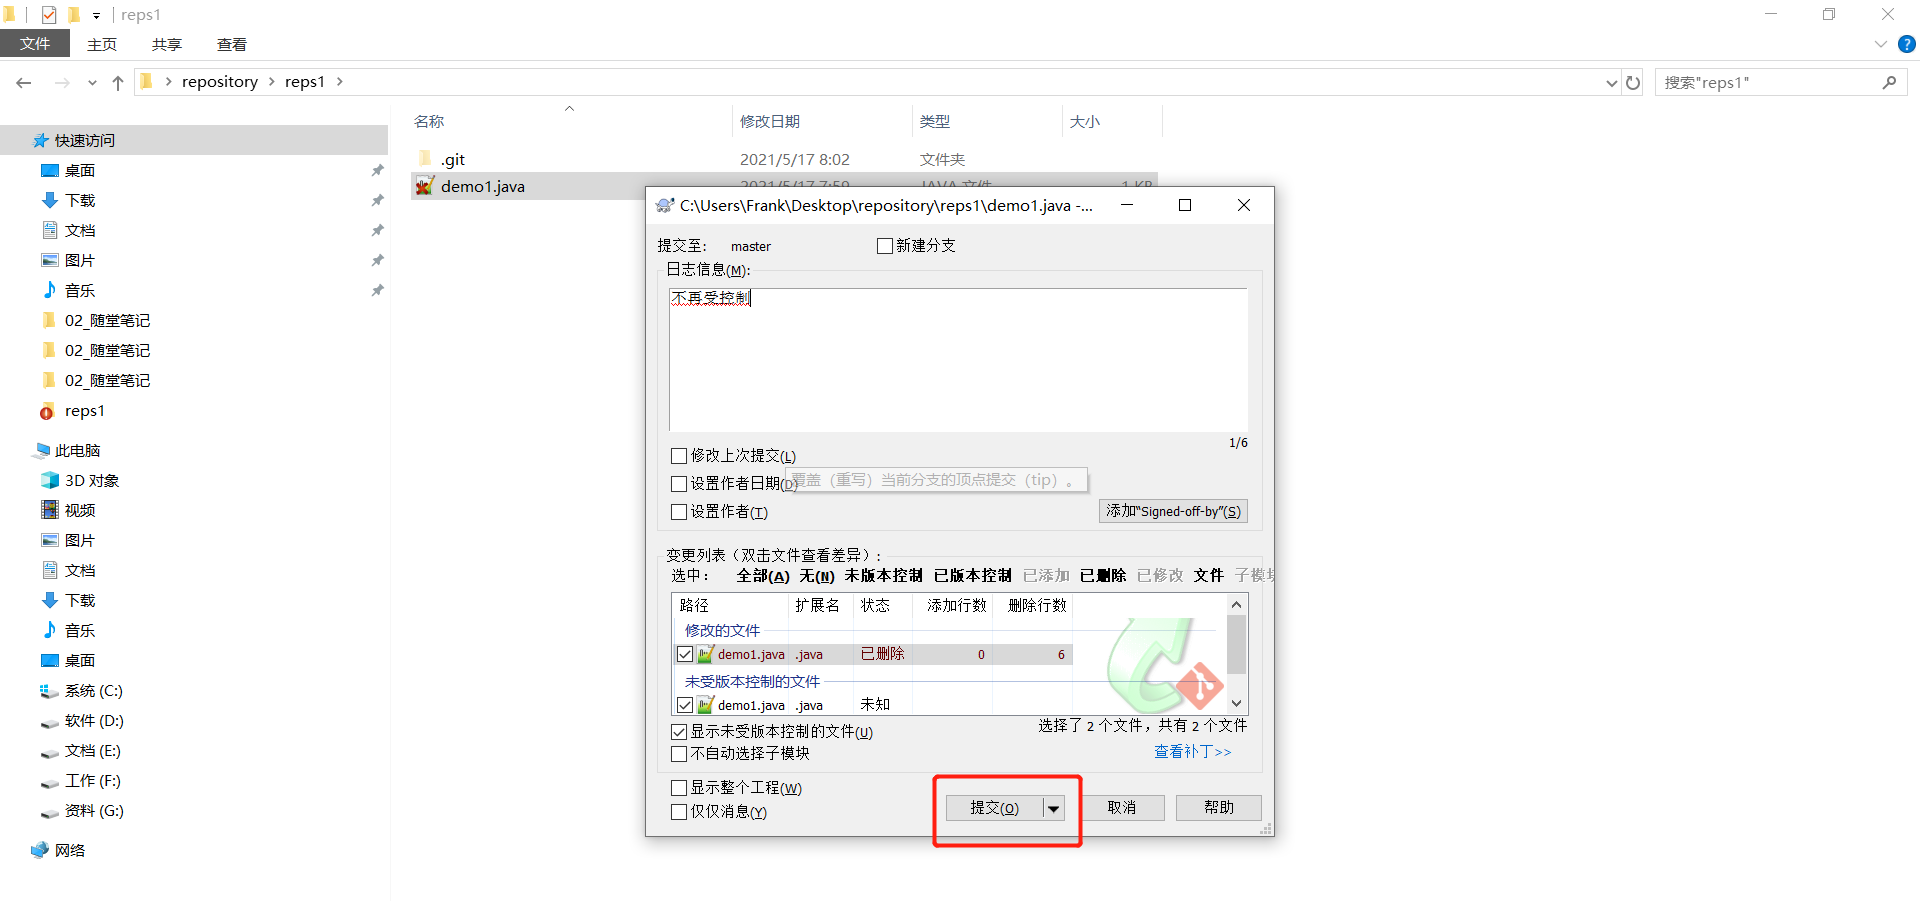 reps1
文件 主页 共享 查看
repository reps1
搜索"reps1"
名称 修改日期 类型 大小
快速访问
桌面
下载
文档
图片
音乐
02_随堂笔记
02_随堂笔记
02_随堂笔记
reps1
此电脑
3D 对象
视频
图片
文档
下载
音乐
桌面
系统 (C:)
软件 (D:)
文档 (E:)
工作 (F:)
资料 (G:)
网络
.git 2021/5/17 8:02 文件夹
demo1.java 2021/5/17 7:59 JAVA 文件 1 KB
C:\Users\Frank\Desktop\repository\reps1\demo1.java -...
提交至: master 新建分支
日志信息(M):
不再受控制
1/6
修改上次提交(L)
覆盖（重写）当前分支的顶点提交（tip）。
设置作者日期(D)
设置作者(T)
添加“Signed-off-by”(S)
变更列表（双击文件查看差异）:
选中: 全部(A) 无(N) 未版本控制 已版本控制 已添加 已删除 已修改 文件 子模块
路径 扩展名 状态 添加行数 删除行数
修改的文件
demo1.java .java 已删除 0 6
未受版本控制的文件
demo1.java .java 未知
显示未受版本控制的文件(U)
选择了 2 个文件，共有 2 个文件
不自动选择子模块
查看补丁>>
显示整个工程(W)
仅仅消息(Y)
提交(O) 取消 帮助